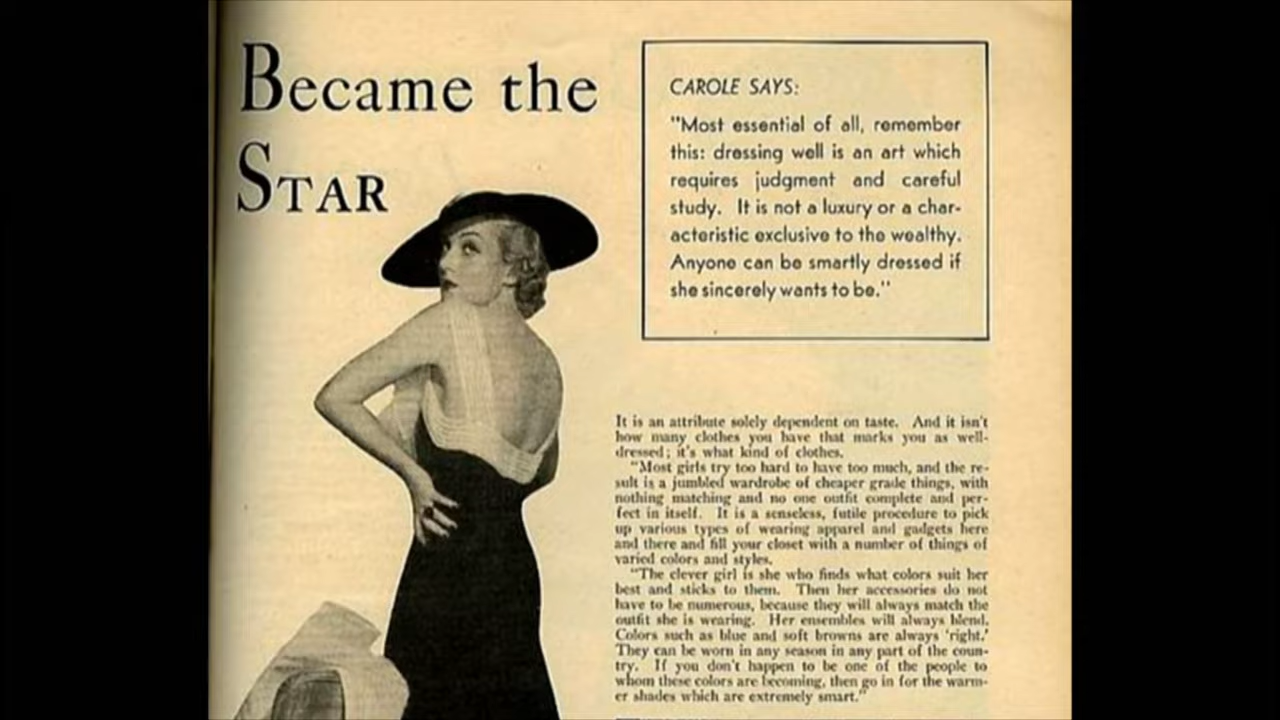 Became the
STAR
CAROLE SAYS:
"Most essential of all, remember
this: dressing well is an art which
requires judgment and careful
study. It is not a luxury or a char-
acteristic exclusive to the wealthy.
Anyone can be smartly dressed if
she sincerely wants to be."
It is an attribute solely dependent on taste. And it isn't
how many clothes you have that marks you as well-
dressed; it's what kind of clothes.
"Most girls try too hard to have too much, and the re-
sult is a jumbled wardrobe of cheaper grade things, with
nothing matching and no one outfit complete and per-
fect in itself. It is a senseless, futile procedure to pick
up various types of wearing apparel and gadgets here
and there and fill your closet with a number of things of
varied colors and styles.
"The clever girl is she who finds what colors suit her
best and sticks to them. Then her accessories do not
have to be numerous, because they will always match the
outfit she is wearing. Her ensembles will always blend.
Colors such as blue and soft browns are always 'right.'
They can be worn in any season in any part of the coun-
try. If you don't happen to be one of the people to
whom these colors are becoming, then go in for the warm-
er shades which are extremely smart."